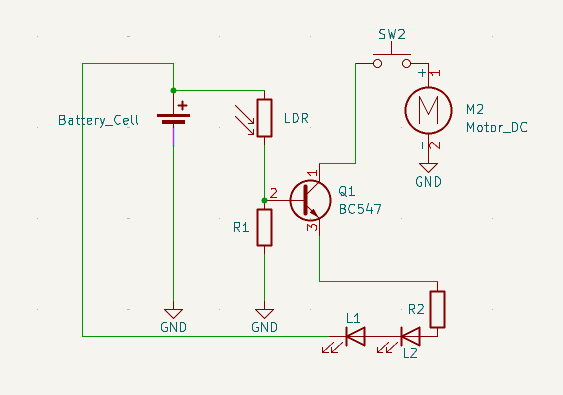 SW2
+
1
Battery_Cell
+
LDR
M
M2
Motor_DC
- 2
GND
1
2
Q1
BC547
R1
3
R2
GND
GND
L1
L2